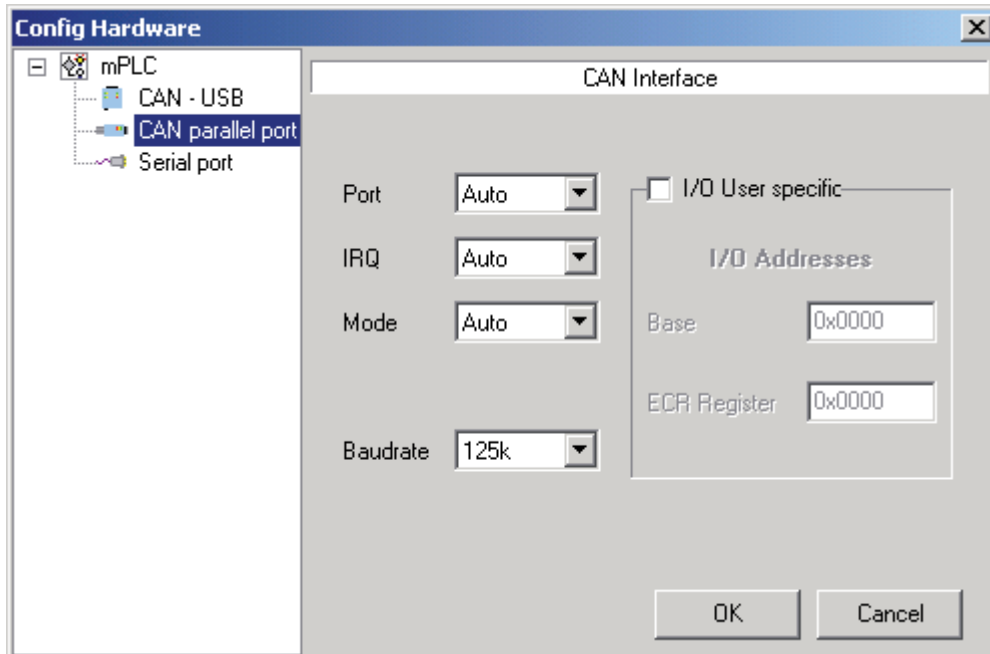 Config Hardware
mPLC
CAN - USB
CAN parallel port
Serial port
CAN Interface
Port
Auto
IRQ
Auto
Mode
Auto
Baudrate
125k
I/O User specific
I/O Addresses
Base
0x0000
ECR Register
0x0000
OK
Cancel